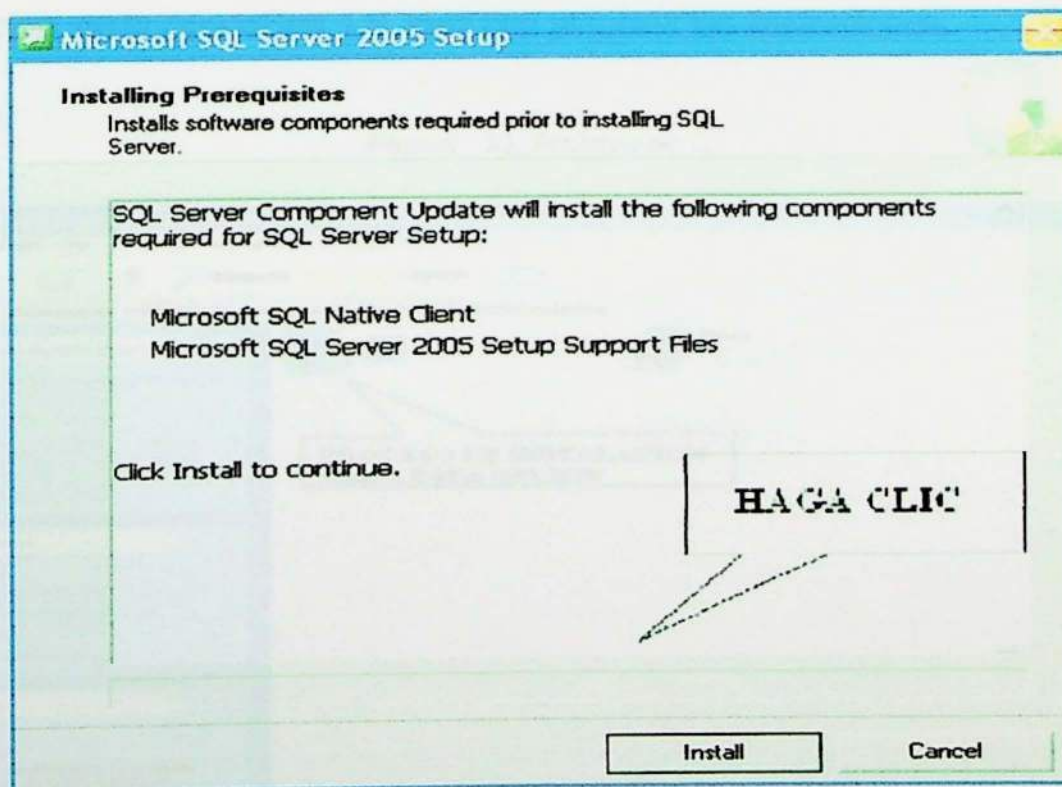 Microsoft SQL Server 2005 Setup
Installing Prerequisites
Installs software components required prior to installing SQL
Server.
SQL Server Component Update will install the following components
required for SQL Server Setup:
Microsoft SQL Native Client
Microsoft SQL Server 2005 Setup Support Files
Click Install to continue.
HAGA CLIC
Install
Cancel